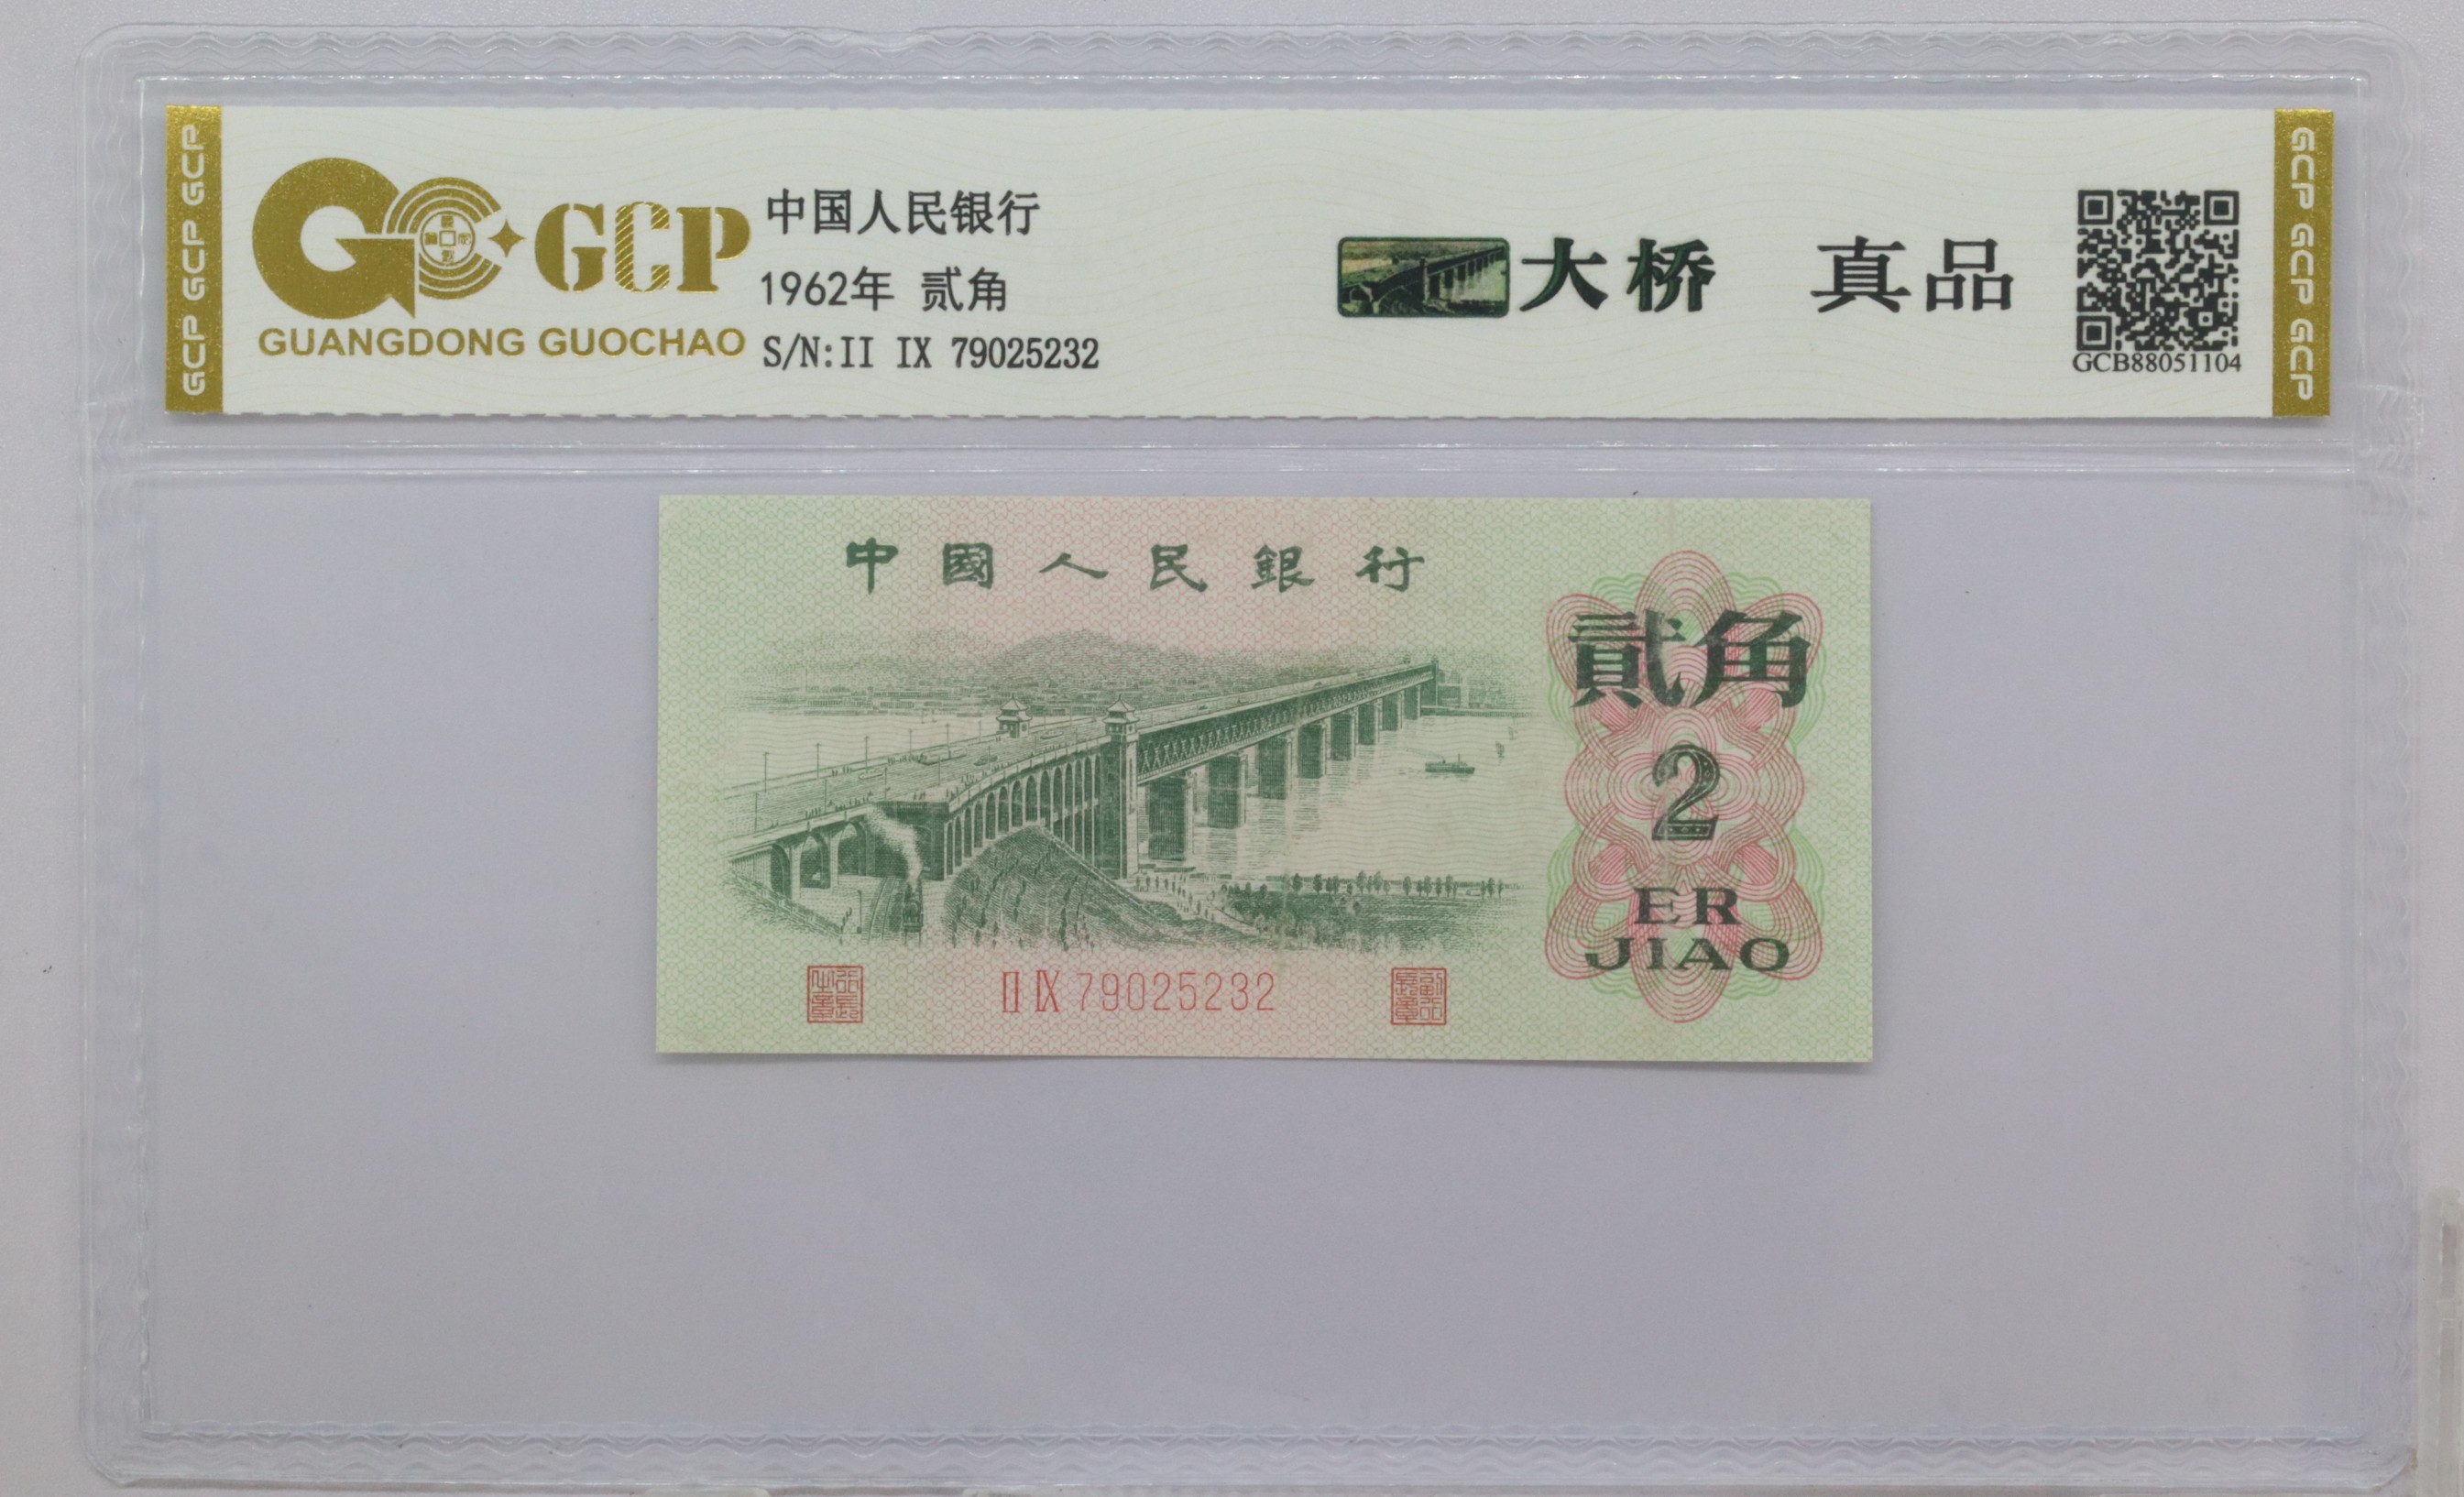 GCP GCP GCP
GCP
GUANGDONG GUOCHAO
中国人民银行
1962年 贰角
S/N:II IX 79025232
大桥 真品
GCB88051104
GCP GCP GCP
中國人民銀行
貳角
2
ER
JIAO
II IX 79025232